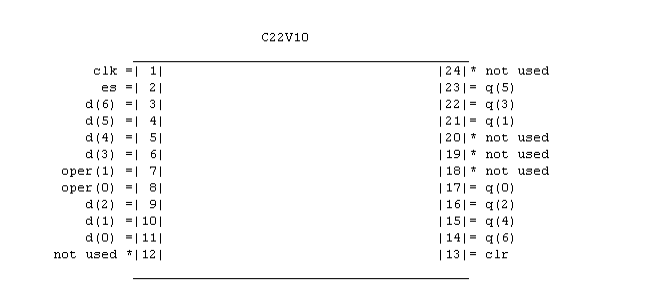 C22V10
clk =| 1| |24|* not used
es =| 2| |23|= q(5)
d(6) =| 3| |22|= q(3)
d(5) =| 4| |21|= q(1)
d(4) =| 5| |20|* not used
d(3) =| 6| |19|* not used
oper(1) =| 7| |18|* not used
oper(0) =| 8| |17|= q(0)
d(2) =| 9| |16|= q(2)
d(1) =|10| |15|= q(4)
d(0) =|11| |14|= q(6)
not used *|12| |13|= clr